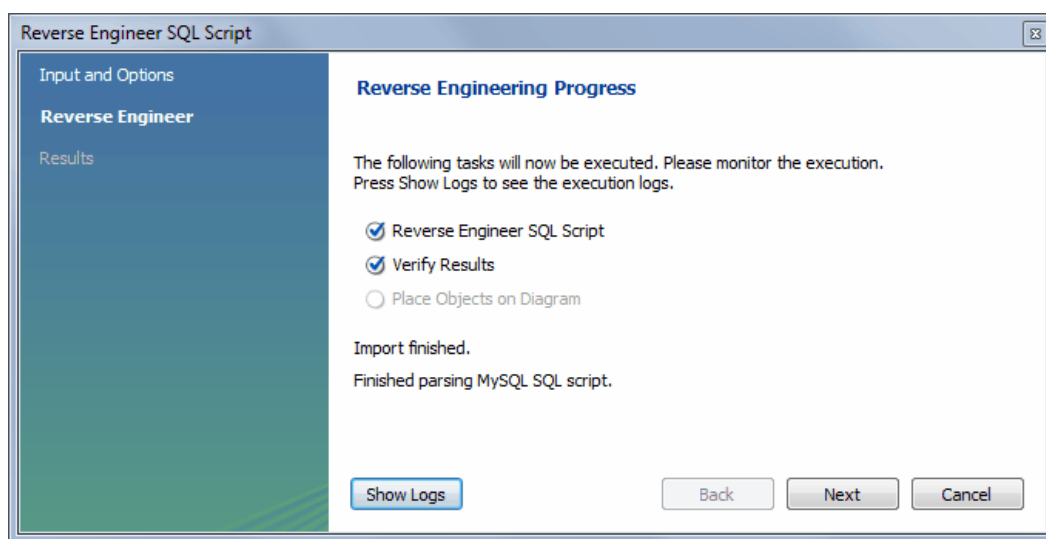 Reverse Engineer SQL Script
Input and Options
Reverse Engineer
Results
Reverse Engineering Progress
The following tasks will now be executed. Please monitor the execution.
Press Show Logs to see the execution logs.
Reverse Engineer SQL Script
Verify Results
Place Objects on Diagram
Import finished.
Finished parsing MySQL SQL script.
Show Logs
Back
Next
Cancel